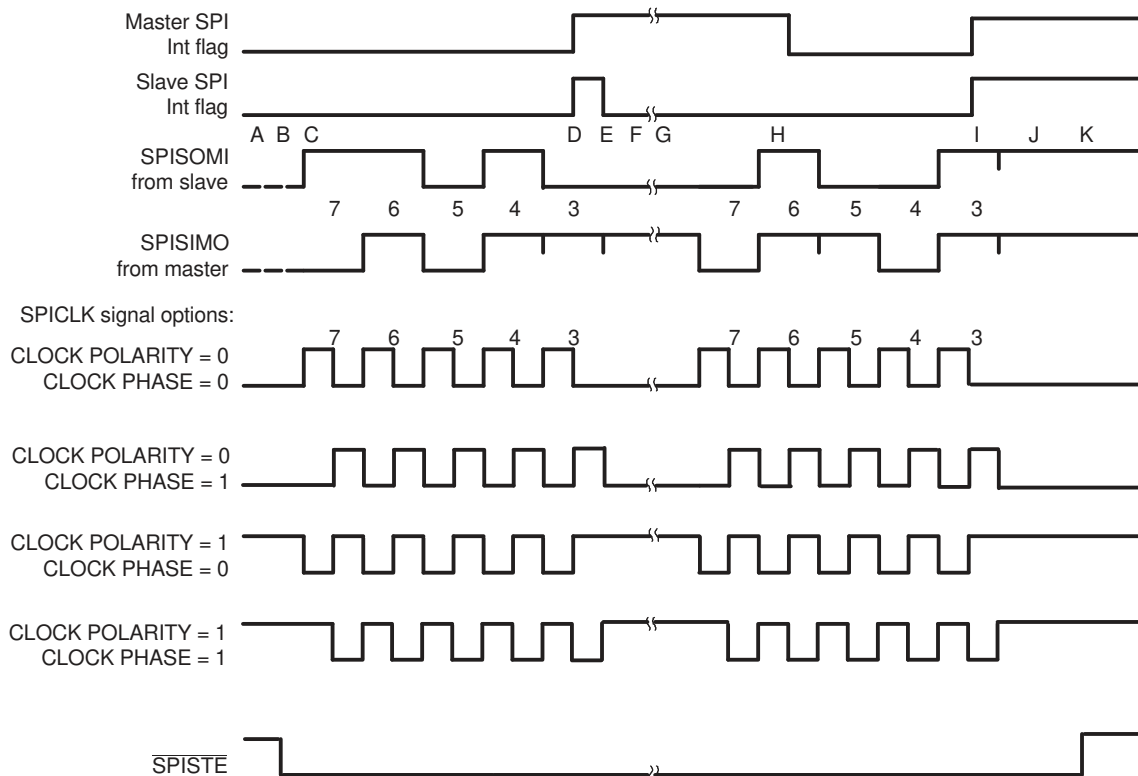 Master SPI
Int flag
Slave SPI
Int flag
A B C D E F G H I J K
SPISOMI
from slave
7 6 5 4 3 7 6 5 4 3
SPISIMO
from master
SPICLK signal options:
7 6 5 4 3 7 6 5 4 3
CLOCK POLARITY = 0
CLOCK PHASE = 0
CLOCK POLARITY = 0
CLOCK PHASE = 1
CLOCK POLARITY = 1
CLOCK PHASE = 0
CLOCK POLARITY = 1
CLOCK PHASE = 1
SPISTE